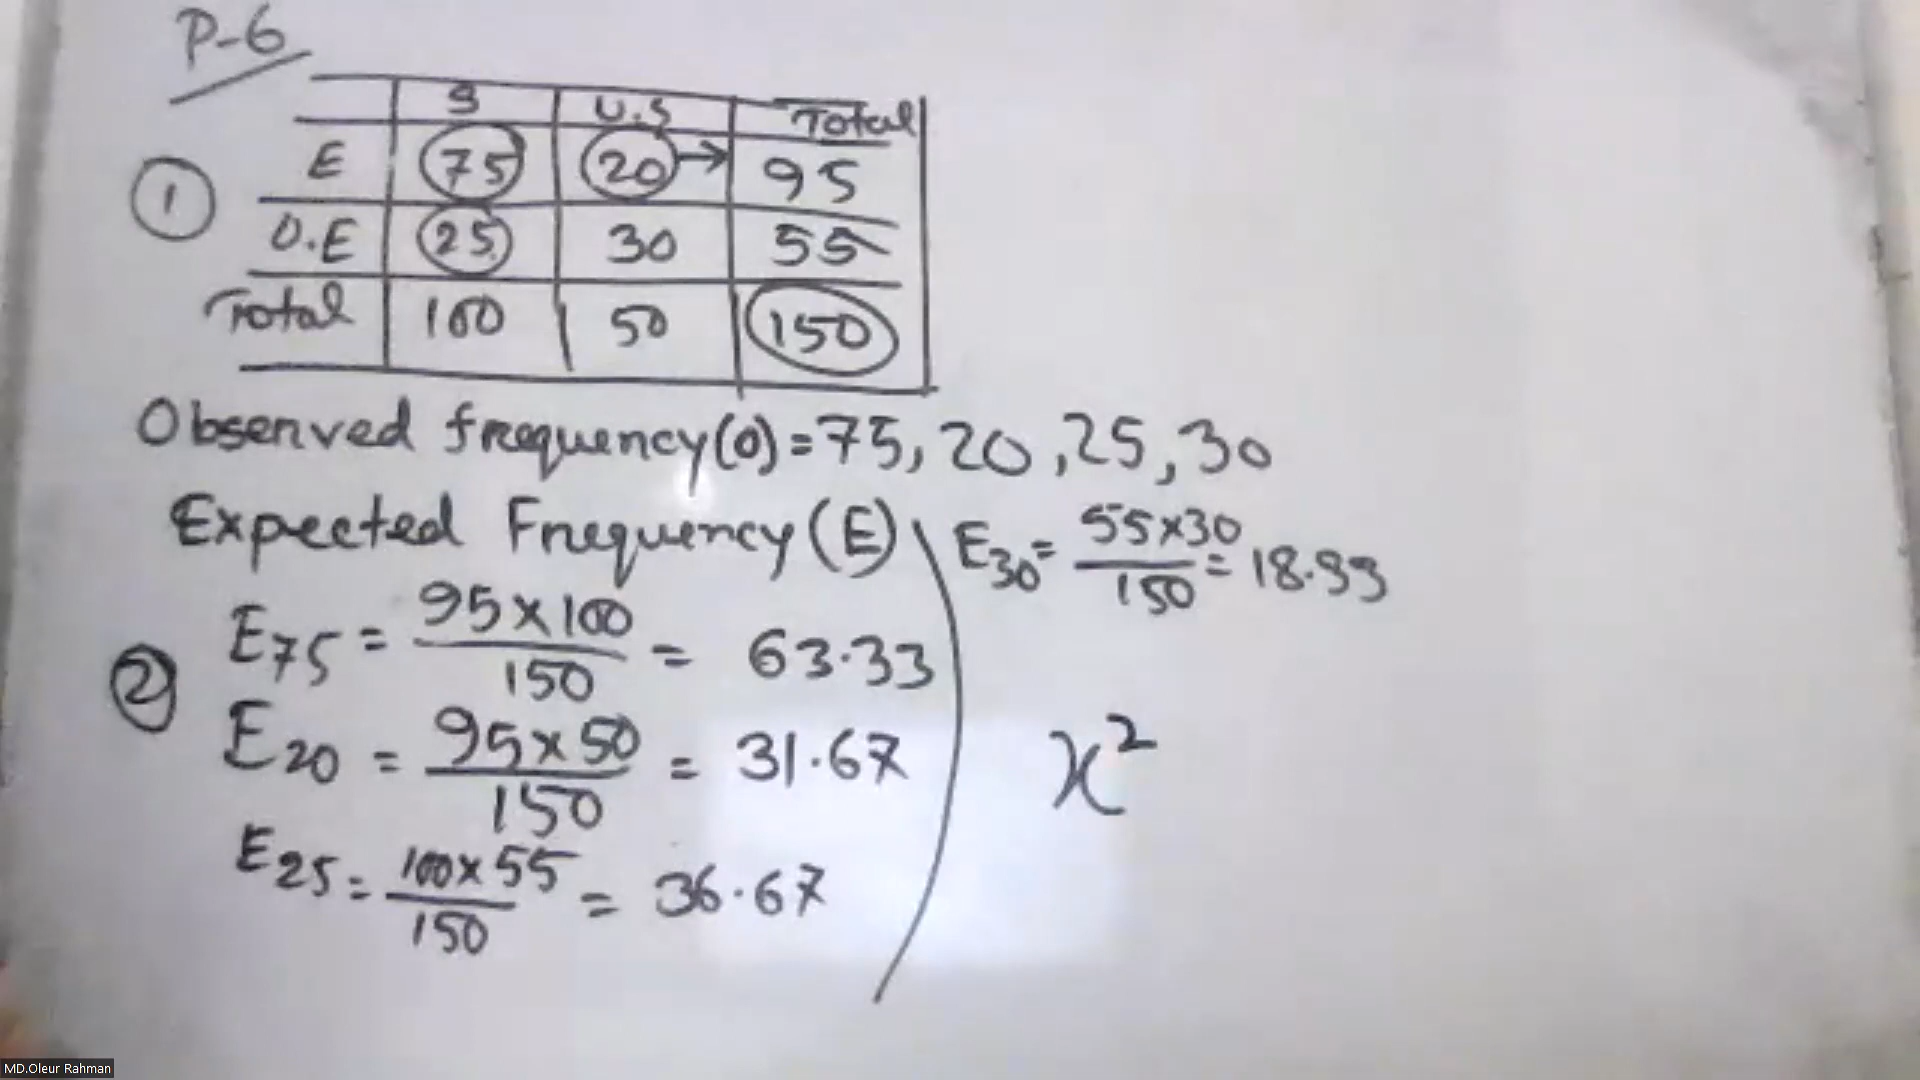 P-6
S U.S Total
① E 75 20 → 95
U.E 25 30 55
Total 100 50 150
Observed frequency(O) = 75, 20, 25, 30
Expected Frequency (E)
② E75 = 95×100/150 = 63.33
E20 = 95×50/150 = 31.67
E25 = 100×55/150 = 36.67
E30 = 55×30/150 = 18.33
χ²
MD.Oleur Rahman